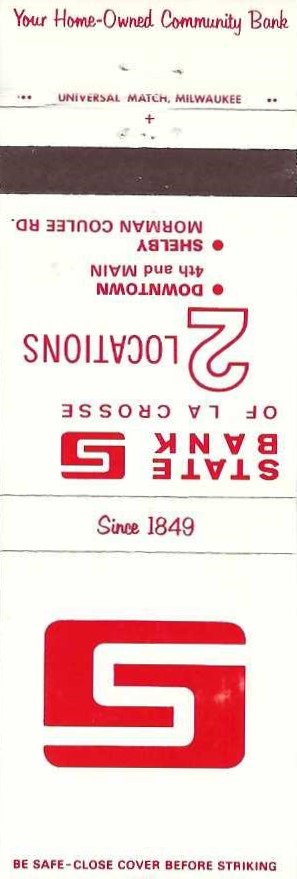 Your Home-Owned Community Bank
UNIVERSAL MATCH, MILWAUKEE
STATE
BANK
OF LA CROSSE
2 LOCATIONS
• DOWNTOWN
4th and MAIN
• SHELBY
MORMAN COULEE RD.
Since 1849
BE SAFE-CLOSE COVER BEFORE STRIKING